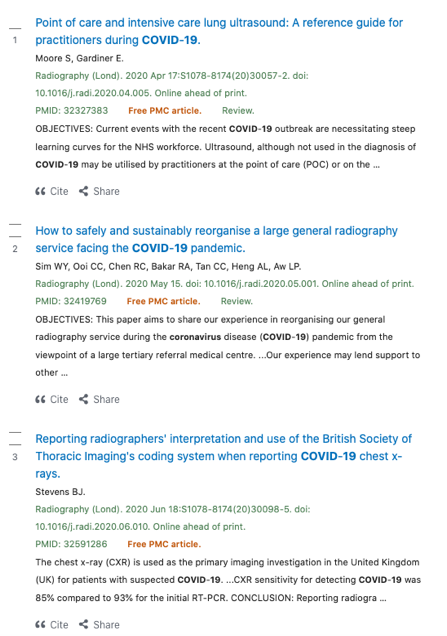 Point of care and intensive care lung ultrasound: A reference guide for
1
practitioners during COVID-19.
Moore S, Gardiner E.
Radiography (Lond). 2020 Apr 17:S1078-8174(20)30057-2. doi:
10.1016/j.radi.2020.04.005. Online ahead of print.
PMID: 32327383 Free PMC article. Review.
OBJECTIVES: Current events with the recent COVID-19 outbreak are necessitating steep
learning curves for the NHS workforce. Ultrasound, although not used in the diagnosis of
COVID-19 may be utilised by practitioners at the point of care (POC) or on the ...
Cite Share
How to safely and sustainably reorganise a large general radiography
2
service facing the COVID-19 pandemic.
Sim WY, Ooi CC, Chen RC, Bakar RA, Tan CC, Heng AL, Aw LP.
Radiography (Lond). 2020 May 15. doi: 10.1016/j.radi.2020.05.001. Online ahead of print.
PMID: 32419769 Free PMC article. Review.
OBJECTIVES: This paper aims to share our experience in reorganising our general
radiography service during the coronavirus disease (COVID-19) pandemic from the
viewpoint of a large tertiary referral medical centre. ...Our experience may lend support to
other ...
Cite Share
Reporting radiographers' interpretation and use of the British Society of
3
Thoracic Imaging's coding system when reporting COVID-19 chest x-
rays.
Stevens BJ.
Radiography (Lond). 2020 Jun 18:S1078-8174(20)30098-5. doi:
10.1016/j.radi.2020.06.010. Online ahead of print.
PMID: 32591286 Free PMC article.
The chest x-ray (CXR) is used as the primary imaging investigation in the United Kingdom
(UK) for patients with suspected COVID-19. ...CXR sensitivity for detecting COVID-19 was
85% compared to 93% for the initial RT-PCR. CONCLUSION: Reporting radiogra ...
Cite Share